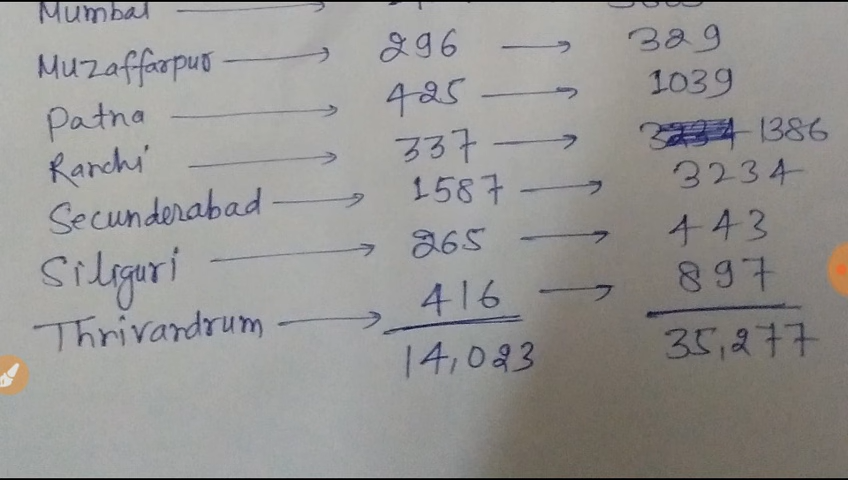 Mumbai
Muzaffarpur → 296 → 329
Patna → 425 → 1039
Ranchi → 337 → 1386
Secunderabad → 1587 → 3234
Siliguri → 265 → 443
Thrivandrum → 416 → 897
14,023 35,277